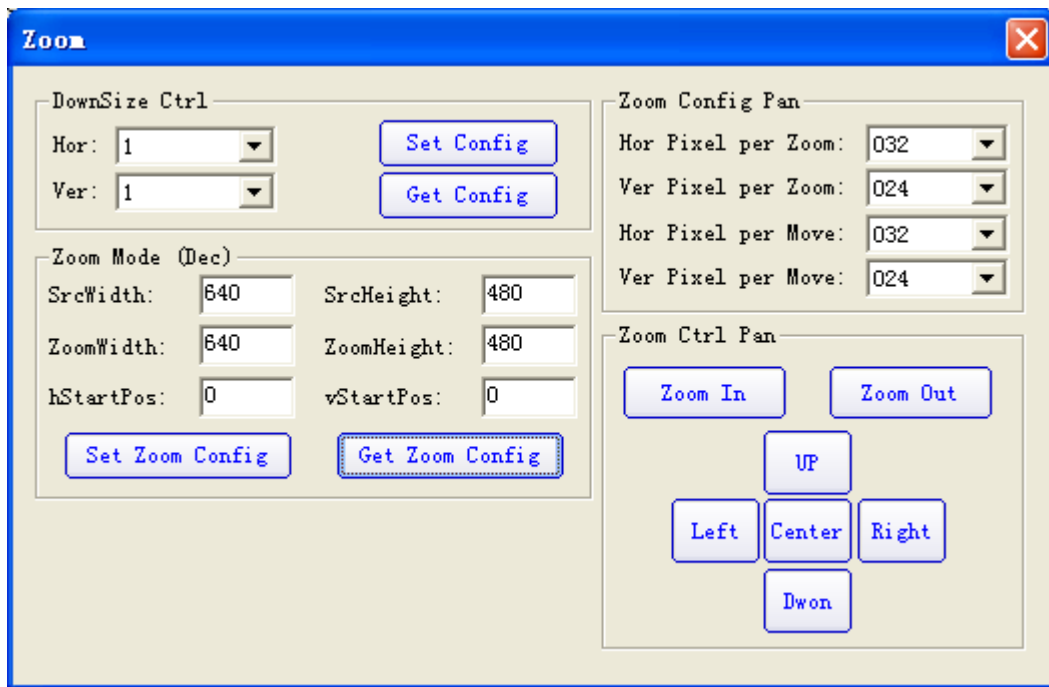 Zoom
DownSize Ctrl
Hor: 1
Set Config
Ver: 1
Get Config
Zoom Mode (Dec)
SrcWidth: 640 SrcHeight: 480
ZoomWidth: 640 ZoomHeight: 480
hStartPos: 0 vStartPos: 0
Set Zoom Config Get Zoom Config
Zoom Config Pan
Hor Pixel per Zoom: 032
Ver Pixel per Zoom: 024
Hor Pixel per Move: 032
Ver Pixel per Move: 024
Zoom Ctrl Pan
Zoom In Zoom Out
UP
Left Center Right
Dwon